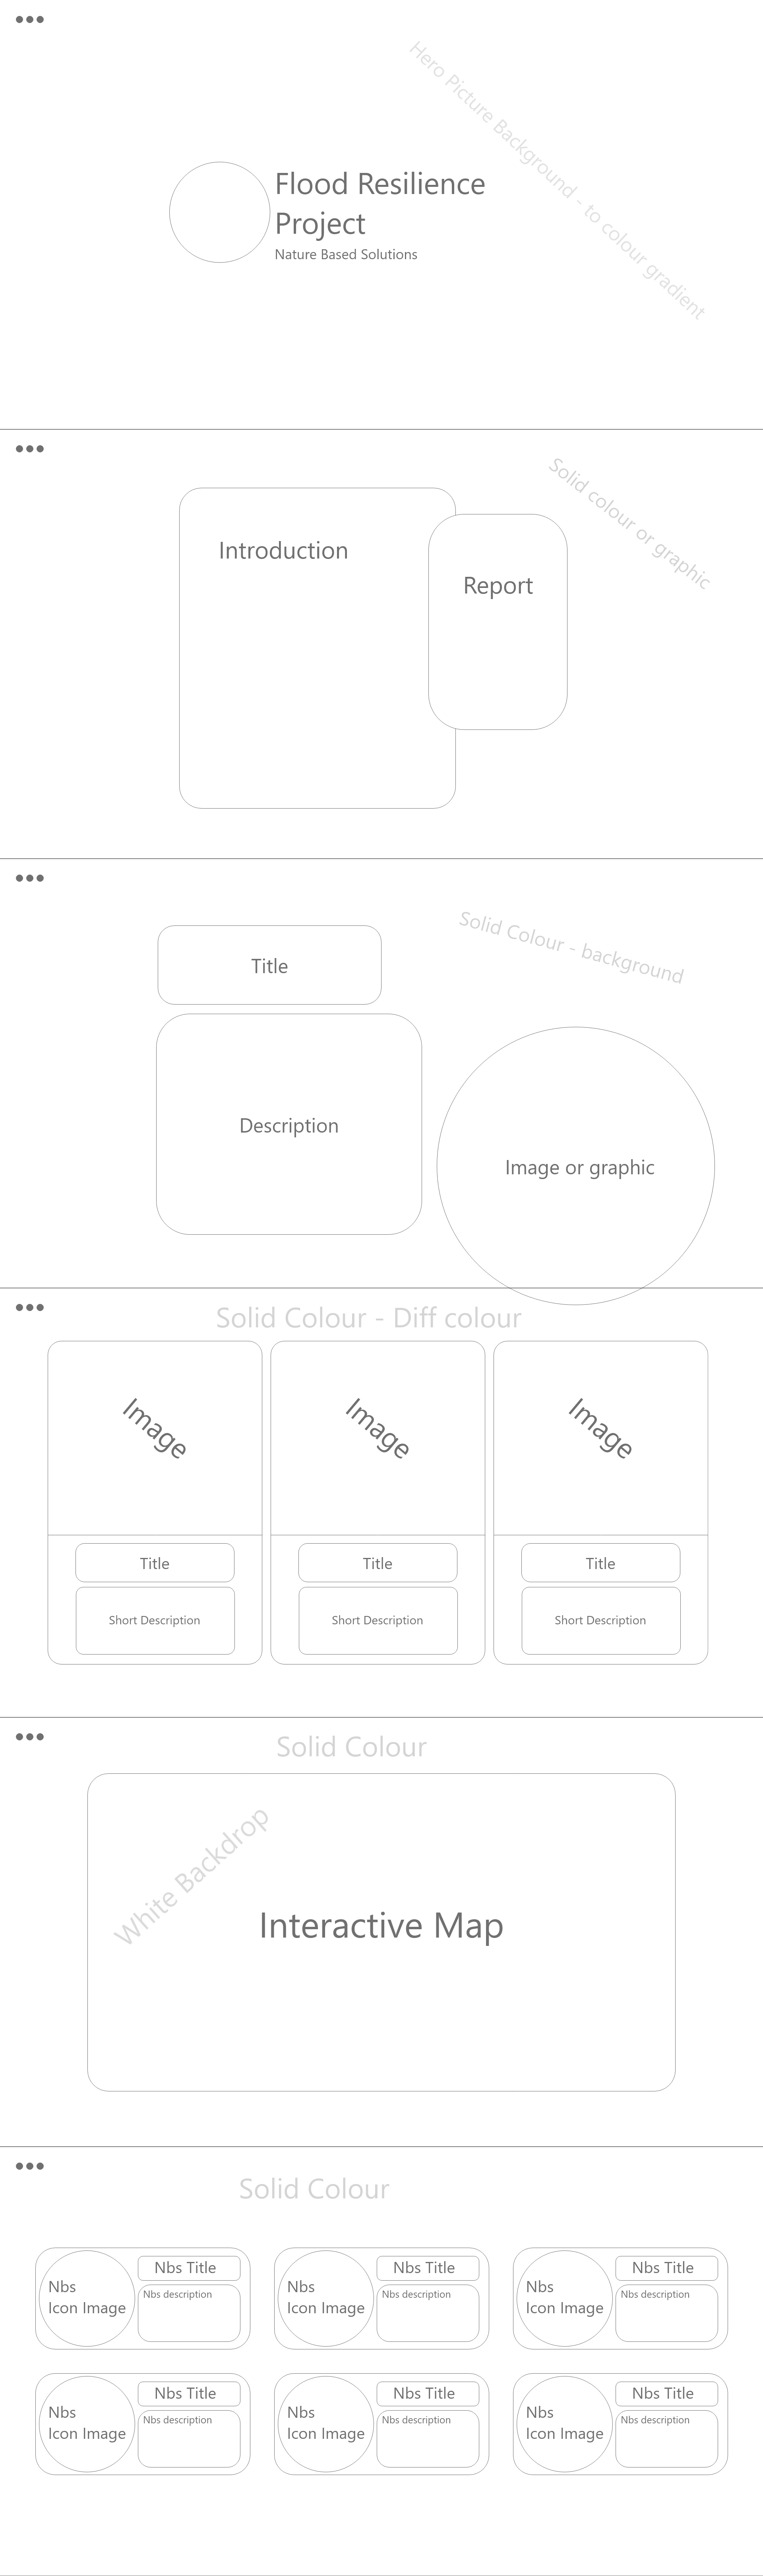 Hero Picture Background - to colour gradient
Flood Resilience
Project
Nature Based Solutions
Solid colour or graphic
Introduction
Report
Solid Colour - background
Title
Description
Image or graphic
Solid Colour - Diff colour
Image
Image
Image
Title
Title
Title
Short Description
Short Description
Short Description
Solid Colour
White Backdrop
Interactive Map
Solid Colour
Nbs Title
Nbs Title
Nbs Title
Nbs
Icon Image
Nbs description
Nbs
Icon Image
Nbs description
Nbs
Icon Image
Nbs description
Nbs Title
Nbs Title
Nbs Title
Nbs
Icon Image
Nbs description
Nbs
Icon Image
Nbs description
Nbs
Icon Image
Nbs description